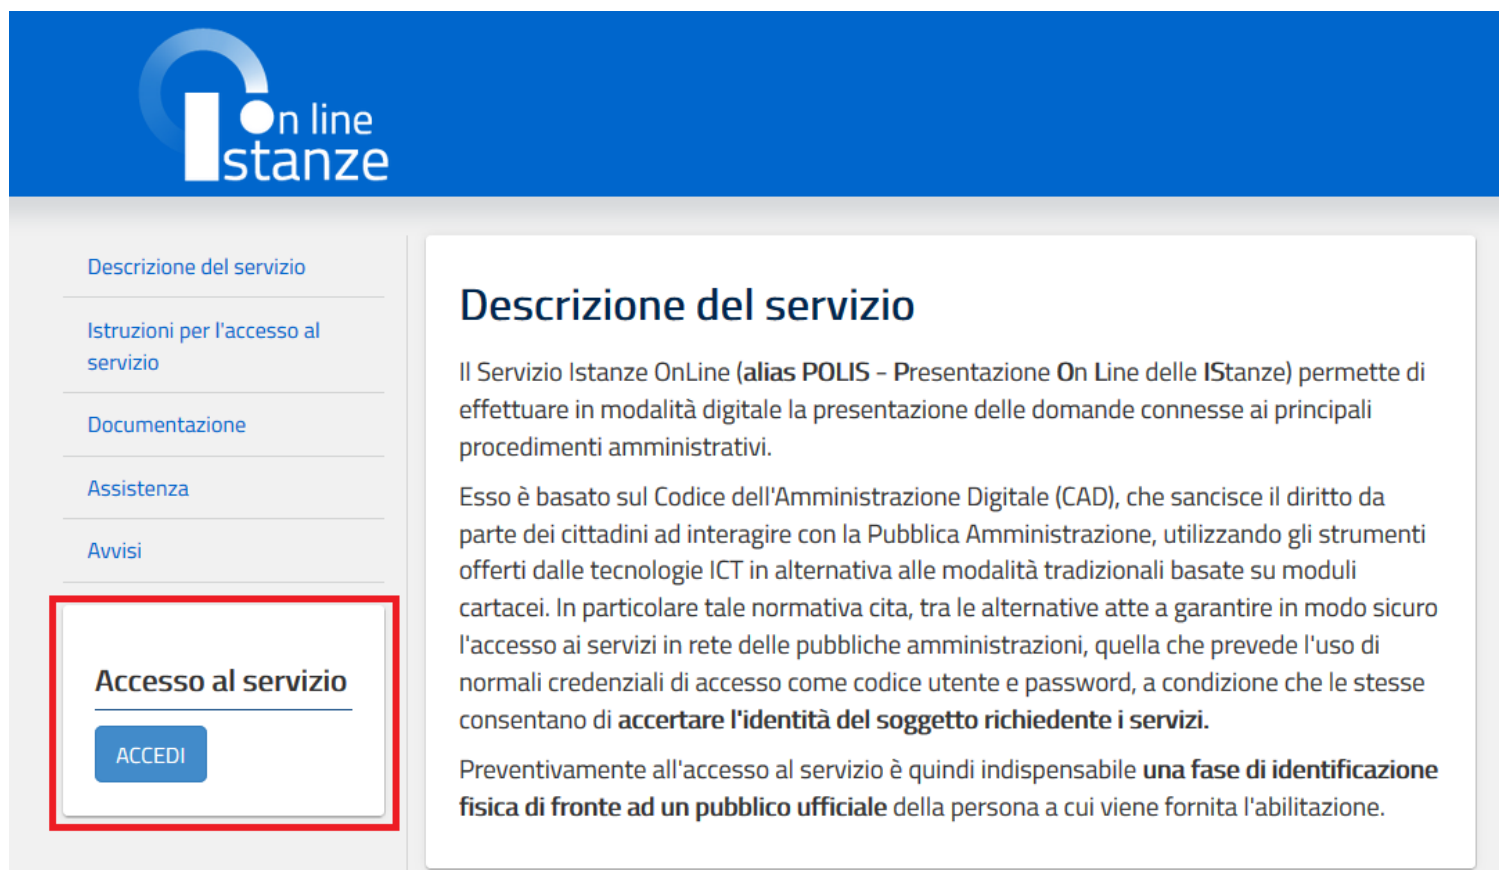 On line
Istanze
Descrizione del servizio
Istruzioni per l'accesso al
servizio
Documentazione
Assistenza
Avvisi
Accesso al servizio
ACCEDI
Descrizione del servizio
Il Servizio Istanze OnLine (alias POLIS - Presentazione On Line delle IStanze) permette di
effettuare in modalità digitale la presentazione delle domande connesse ai principali
procedimenti amministrativi.
Esso è basato sul Codice dell'Amministrazione Digitale (CAD), che sancisce il diritto da
parte dei cittadini ad interagire con la Pubblica Amministrazione, utilizzando gli strumenti
offerti dalle tecnologie ICT in alternativa alle modalità tradizionali basate su moduli
cartacei. In particolare tale normativa cita, tra le alternative atte a garantire in modo sicuro
l'accesso ai servizi in rete delle pubbliche amministrazioni, quella che prevede l'uso di
normali credenziali di accesso come codice utente e password, a condizione che le stesse
consentano di accertare l'identità del soggetto richiedente i servizi.
Preventivamente all'accesso al servizio è quindi indispensabile una fase di identificazione
fisica di fronte ad un pubblico ufficiale della persona a cui viene fornita l'abilitazione.